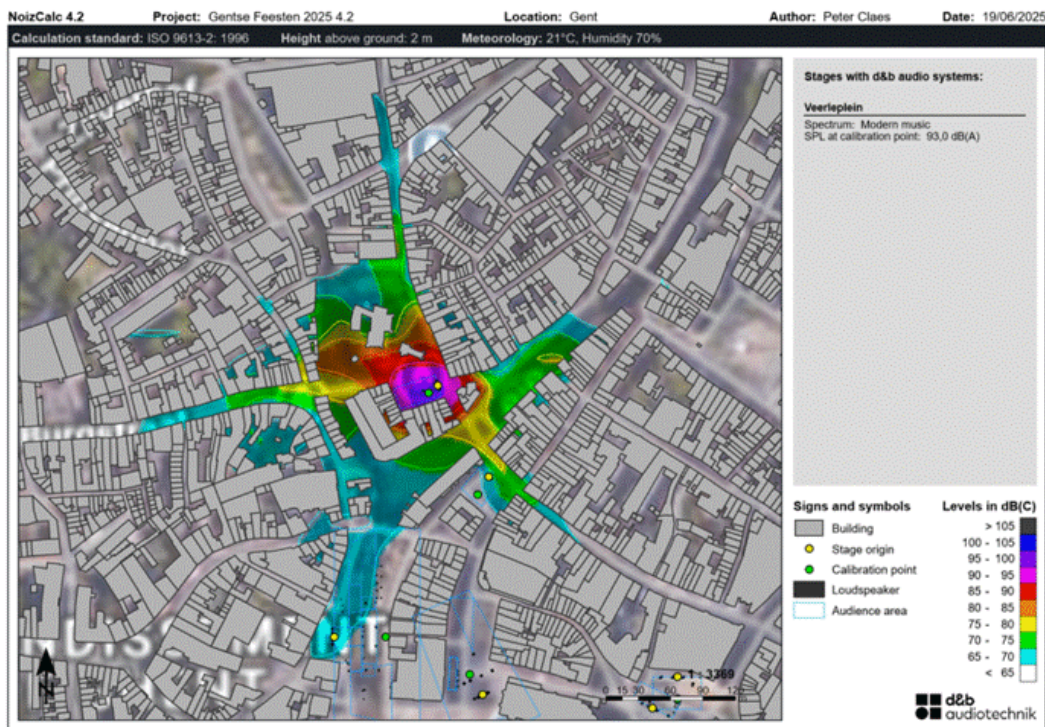 NoizCalc 4.2 Project: Gentse Feesten 2025 4.2 Location: Gent Author: Peter Claes Date: 19/06/2025
Calculation standard: ISO 9613-2: 1996 Height above ground: 2 m Meteorology: 21°C, Humidity 70%
Stages with d&b audio systems:
Veerleplein
Spectrum: Modern music
SPL at calibration point: 93,0 dB(A)
Signs and symbols
Building
Stage origin
Calibration point
Loudspeaker
Audience area
Levels in dB(C)
> 105
100 - 105
95 - 100
90 - 95
85 - 90
80 - 85
75 - 80
70 - 75
65 - 70
< 65
N
1 : 3369
0 15 30 60 90
d&b
audiotechnik